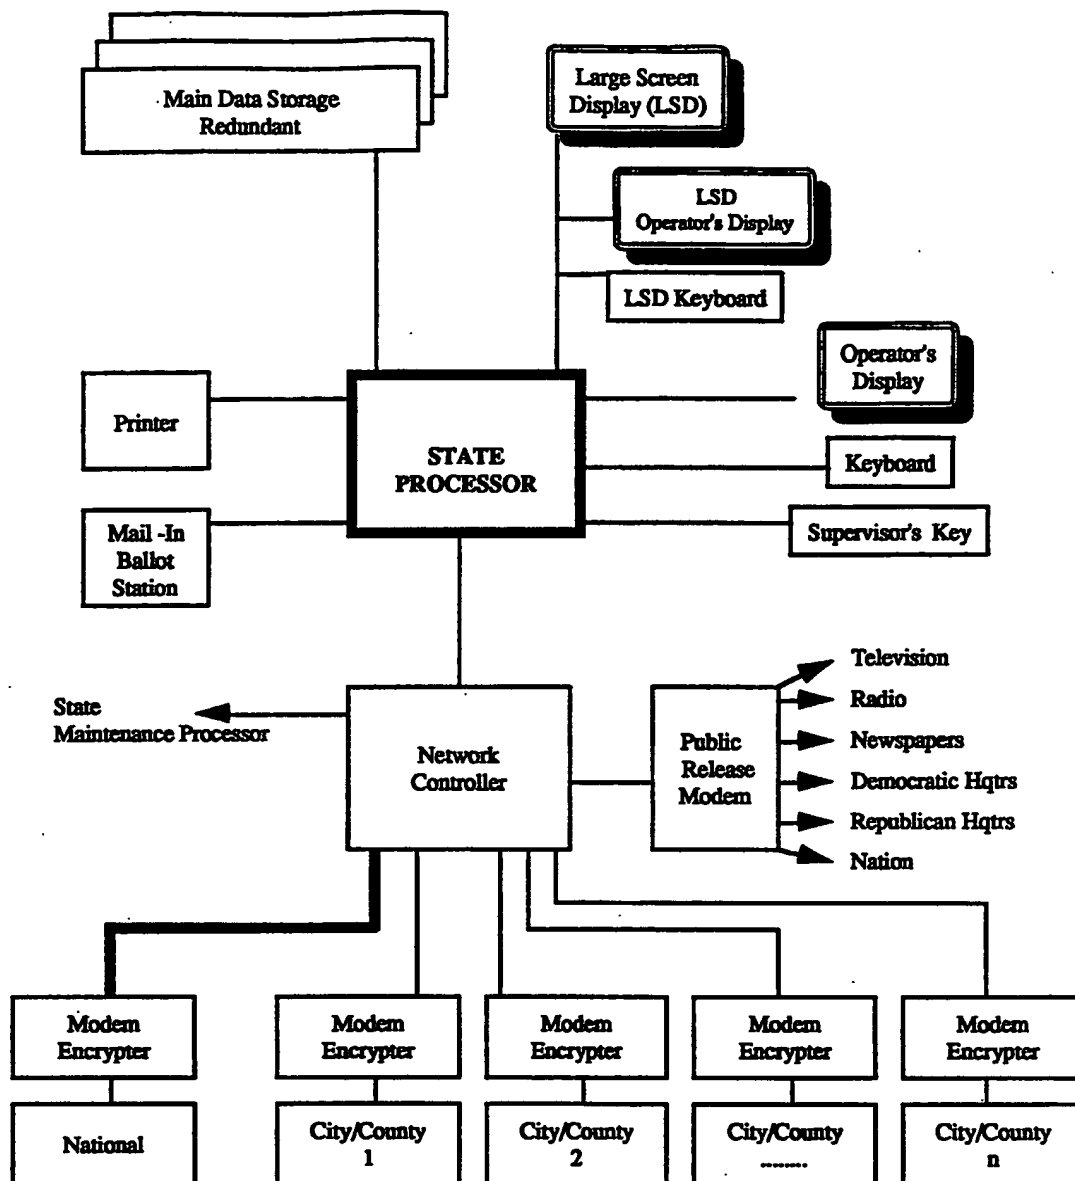 Main Data Storage
Redundant
Large Screen
Display (LSD)
LSD
Operator's Display
LSD Keyboard
Operator's
Display
Printer
STATE
PROCESSOR
Keyboard
Mail -In
Ballot
Station
Supervisor's Key
State
Maintenance Processor
Network
Controller
Public
Release
Modem
Television
Radio
Newspapers
Democratic Hqtrs
Republican Hqtrs
Nation
Modem
Encrypter
Modem
Encrypter
Modem
Encrypter
Modem
Encrypter
Modem
Encrypter
National
City/County
1
City/County
2
City/County
........
City/County
n